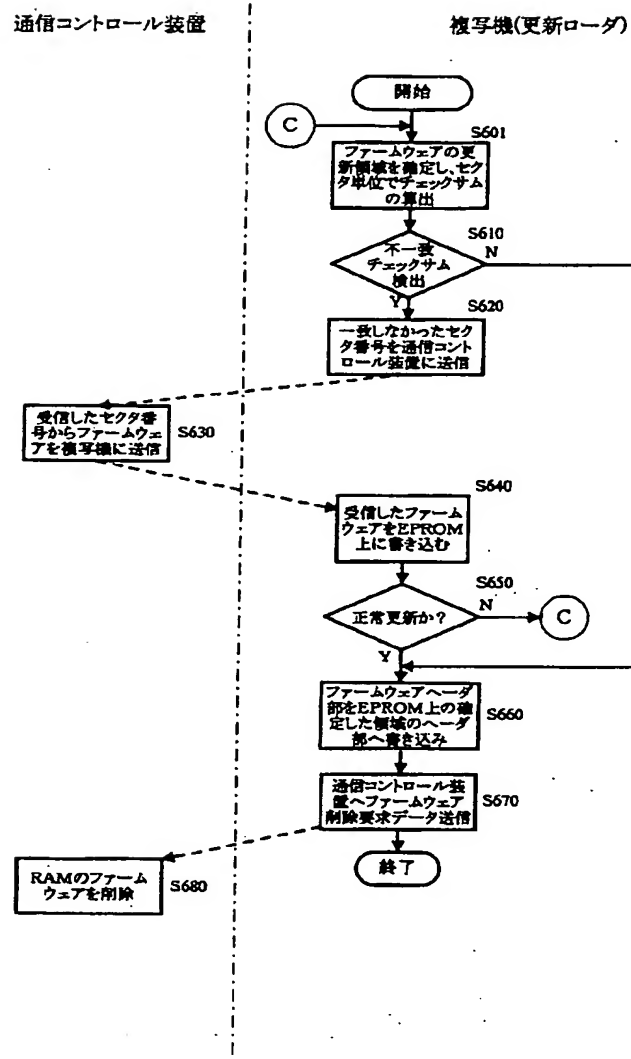 通信コントロール装置
複写機(更新ローダ)
開始
C
S601
ファームウェアの更
新領域を確定し、セク
タ単位でチェックサム
の算出
S610
不一致
チェックサム
検出
N
Y
S620
一致しなかったセク
タ番号を通信コント
ロール装置に送信
受信したセクタ番
号からファームウェ
アを複写機に送信
S630
S640
受信したファーム
ウェアをEPROM
上に書き込む
S650
正常更新か?
N
C
Y
ファームウェアヘーダ
部をEPROM上の確
定した領域のヘーダ
部へ書き込み
S660
通信コントロール装
置へファームウェア
削除要求データ送信
S670
終了
RAMのファーム
ウェアを削除
S680